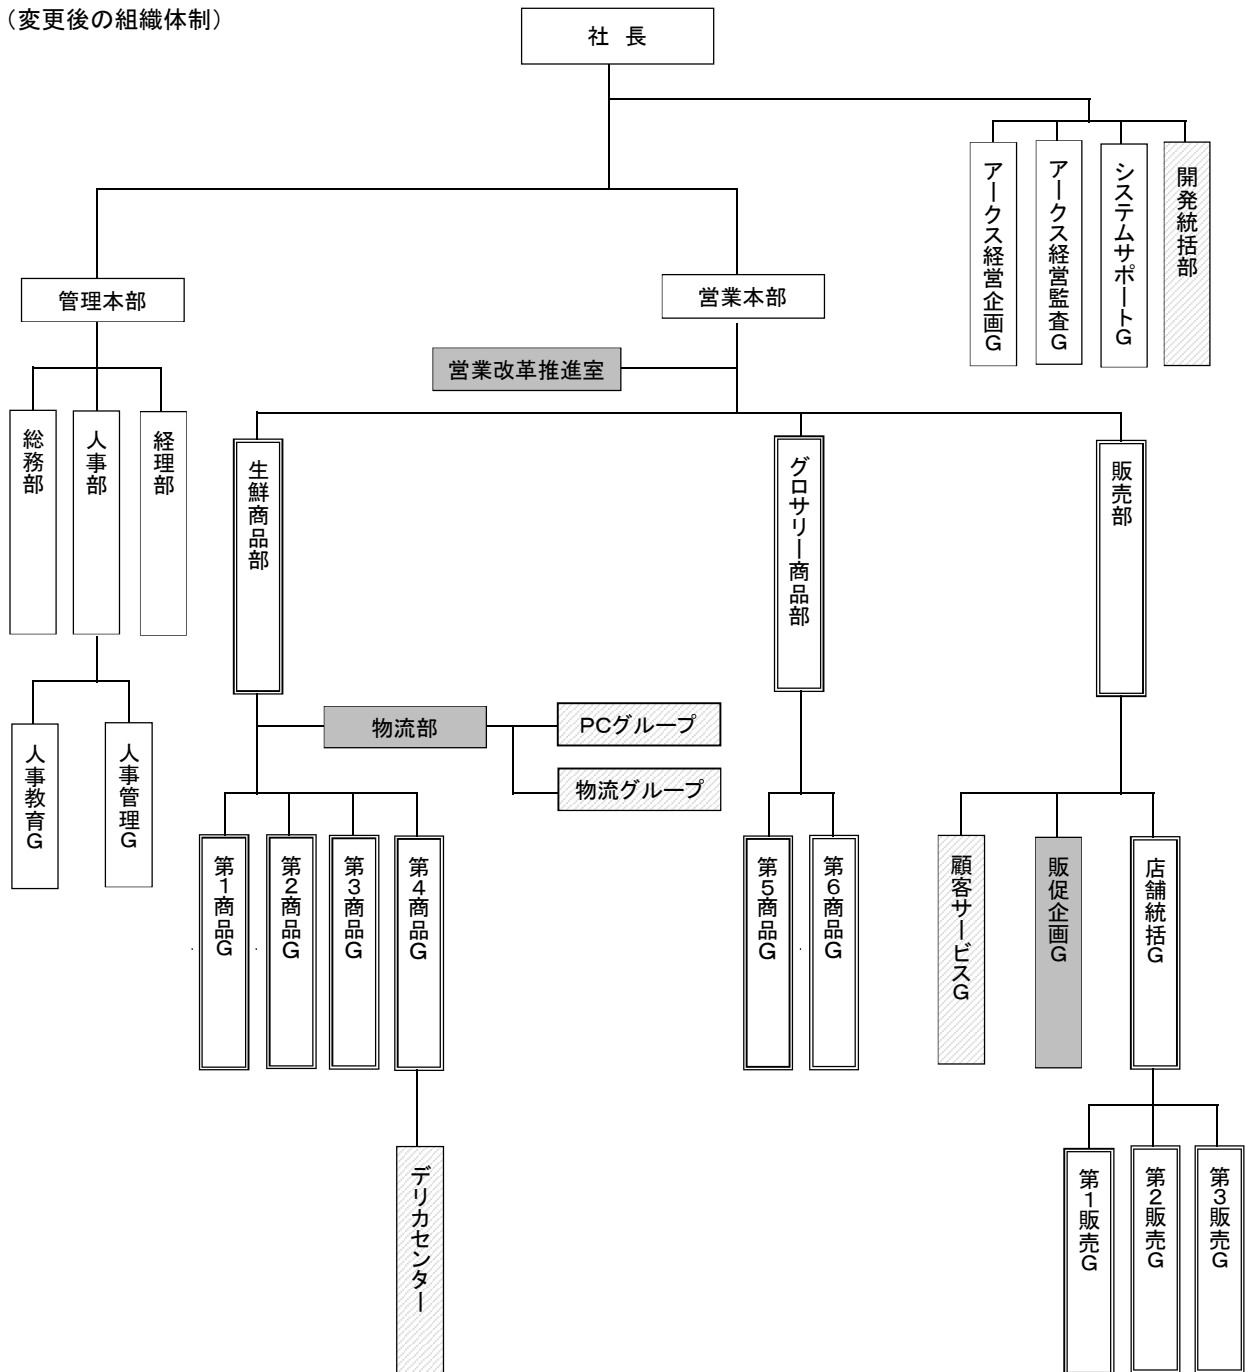 （変更後の組織体制）
社 長
アークス経営企画G
アークス経営監査G
システムサポートG
開発統括部
管理本部
営業本部
営業改革推進室
総務部
人事部
経理部
生鮮商品部
グロサリー商品部
販売部
人事教育G
人事管理G
物流部
PCグループ
物流グループ
第1商品G
第2商品G
第3商品G
第4商品G
第5商品G
第6商品G
顧客サービスG
販促企画G
店舗統括G
デリカセンター
第1販売G
第2販売G
第3販売G